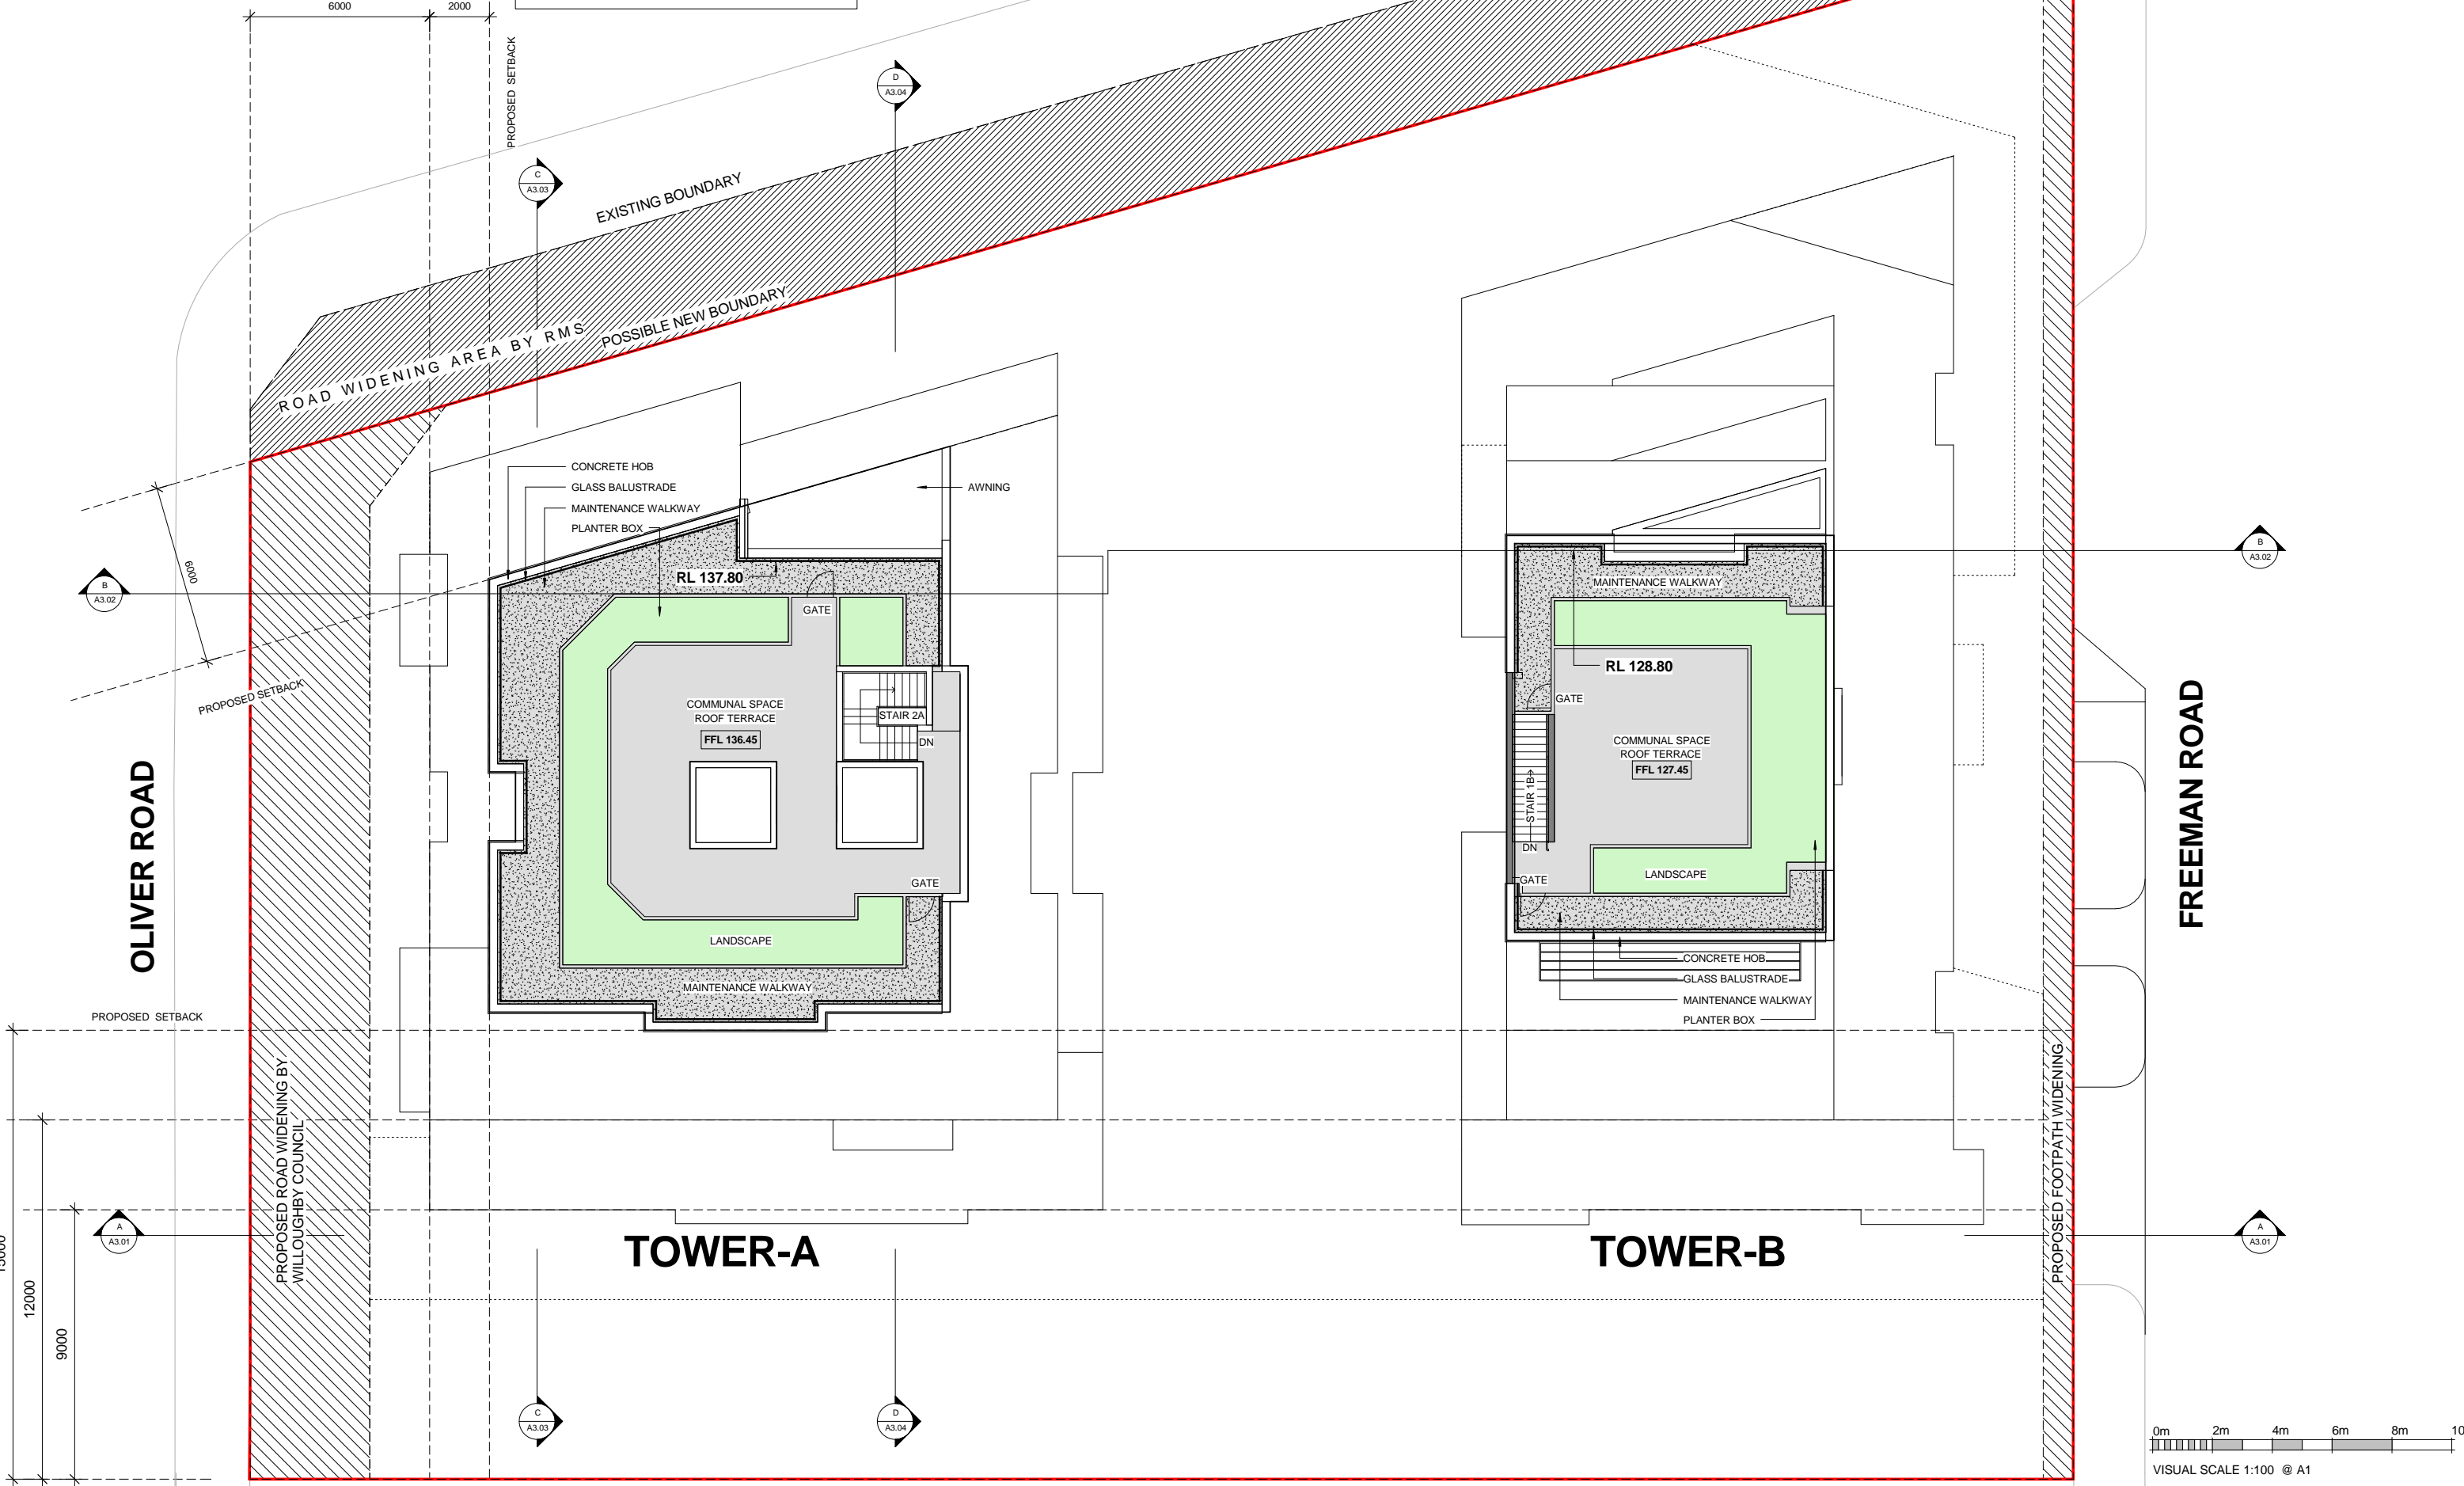 6000
2000
PROPOSED SETBACK
D
A3.04
C
A3.03
EXISTING BOUNDARY
POSSIBLE NEW BOUNDARY
ROAD WIDENING AREA BY RMS
CONCRETE HOB
GLASS BALUSTRADE
MAINTENANCE WALKWAY
PLANTER BOX
AWNING
6000
B
A3.02
B
A3.02
RL 137.80
GATE
PROPOSED SETBACK
COMMUNAL SPACE
ROOF TERRACE
FFL 136.45
STAIR 2A
DN
GATE
LANDSCAPE
MAINTENANCE WALKWAY
MAINTENANCE WALKWAY
RL 128.80
GATE
COMMUNAL SPACE
ROOF TERRACE
FFL 127.45
STAIR 1B
DN
GATE
LANDSCAPE
CONCRETE HOB
GLASS BALUSTRADE
MAINTENANCE WALKWAY
PLANTER BOX
OLIVER ROAD
FREEMAN ROAD
PROPOSED SETBACK
PROPOSED ROAD WIDENING BY
WILLOUGHBY COUNCIL
PROPOSED FOOTPATH WIDENING
15000
12000
9000
A
A3.01
A
A3.01
TOWER-A
TOWER-B
C
A3.03
D
A3.04
0m 2m 4m 6m 8m 10
VISUAL SCALE 1:100 @ A1